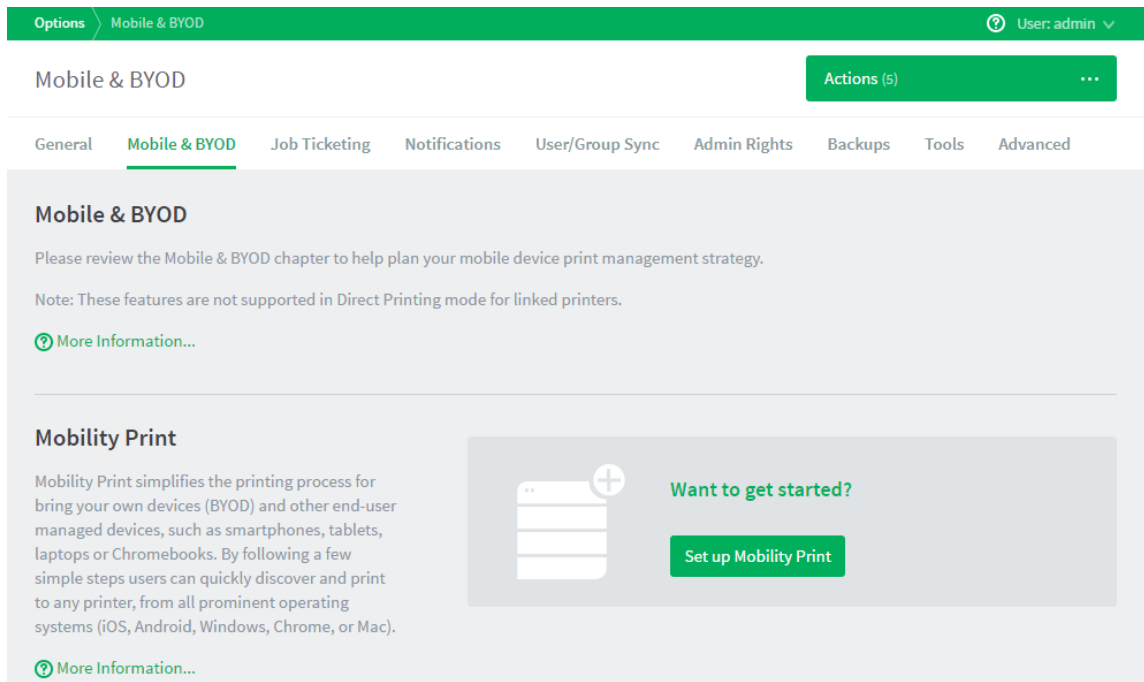 Options Mobile & BYOD User: admin
Mobile & BYOD Actions (5) ...
General Mobile & BYOD Job Ticketing Notifications User/Group Sync Admin Rights Backups Tools Advanced
Mobile & BYOD
Please review the Mobile & BYOD chapter to help plan your mobile device print management strategy.
Note: These features are not supported in Direct Printing mode for linked printers.
? More Information...
Mobility Print
Mobility Print simplifies the printing process for
bring your own devices (BYOD) and other end-user
managed devices, such as smartphones, tablets,
laptops or Chromebooks. By following a few
simple steps users can quickly discover and print
to any printer, from all prominent operating
systems (iOS, Android, Windows, Chrome, or Mac).
? More Information...
Want to get started?
Set up Mobility Print